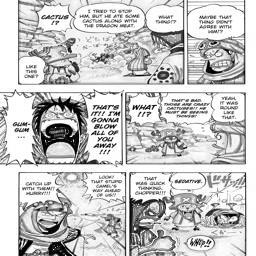 MAYBE THAT
THING DIDN'T
AGREE WITH
HIM!?
WHAT
THING?
I TRIED TO STOP
HIM, BUT HE ATE SOME
CACTUS ALONG WITH
THE DRAGON MEAT.
CACTUS
!?
LIKE
THIS
ONE?
YEAH.
IT WAS
ROUND
LIKE
THAT.
THAT'S BAD.
THOSE ARE CRAZY
CACTUSES!! HE
MUST BE SEEING
THINGS!
WHAT
!!?
THAT'S
IT!! I'M
GONNA
BLOW
ALL OF
YOU
AWAY
!!!
GUM-
GUM...
SEDATIVE.
THAT WAS
QUICK
THINKING,
CHOPPER!!!
LOOK!
THAT STUPID
CAMEL'S
WAY AHEAD
OF US!!
CATCH UP
WITH THEM!!
HURRY!!!